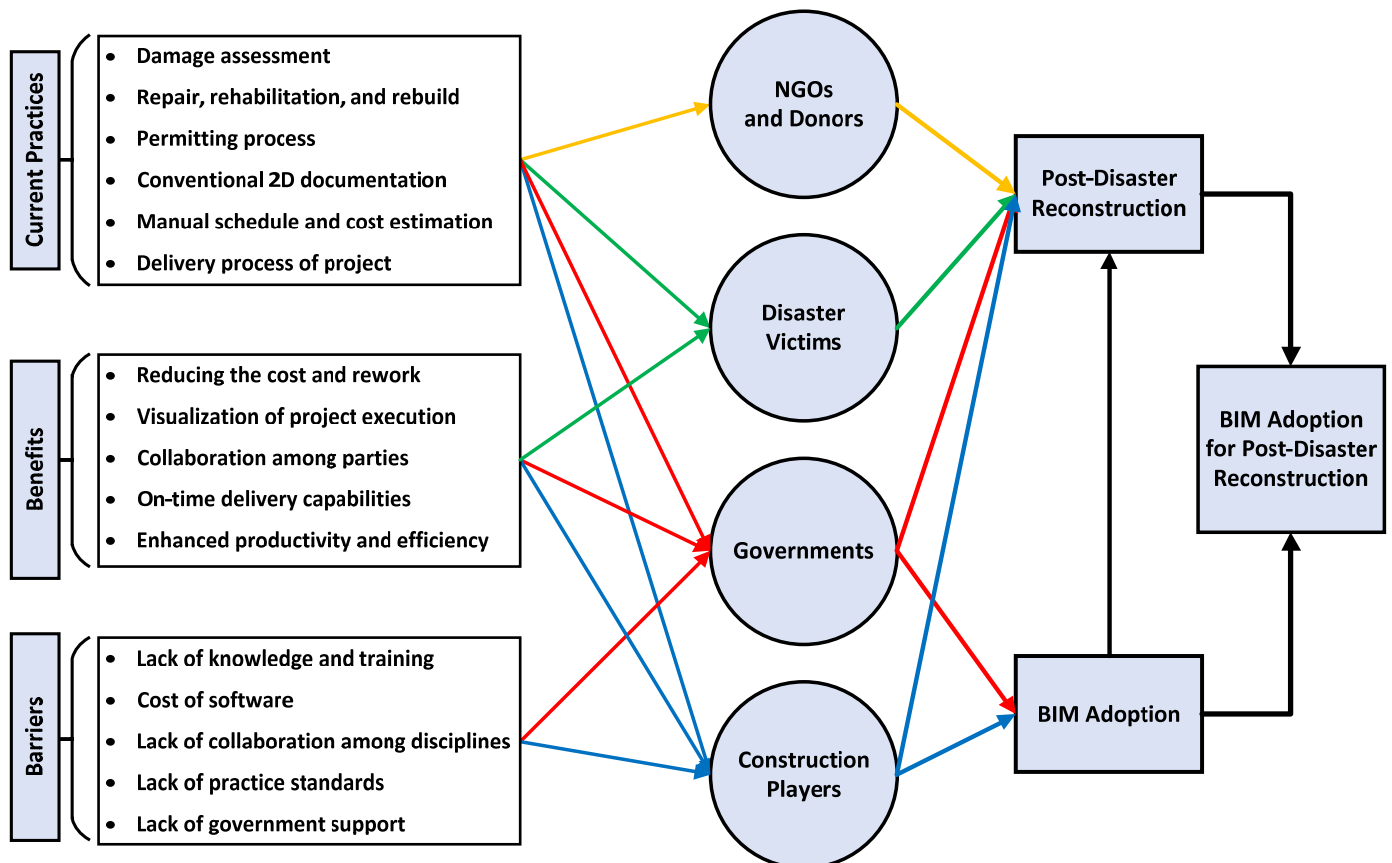 Current Practices
• Damage assessment
• Repair, rehabilitation, and rebuild
• Permitting process
• Conventional 2D documentation
• Manual schedule and cost estimation
• Delivery process of project
Benefits
• Reducing the cost and rework
• Visualization of project execution
• Collaboration among parties
• On-time delivery capabilities
• Enhanced productivity and efficiency
Barriers
• Lack of knowledge and training
• Cost of software
• Lack of collaboration among disciplines
• Lack of practice standards
• Lack of government support
NGOs
and Donors
Disaster
Victims
Governments
Construction
Players
Post-Disaster
Reconstruction
BIM Adoption
BIM Adoption
for Post-Disaster
Reconstruction